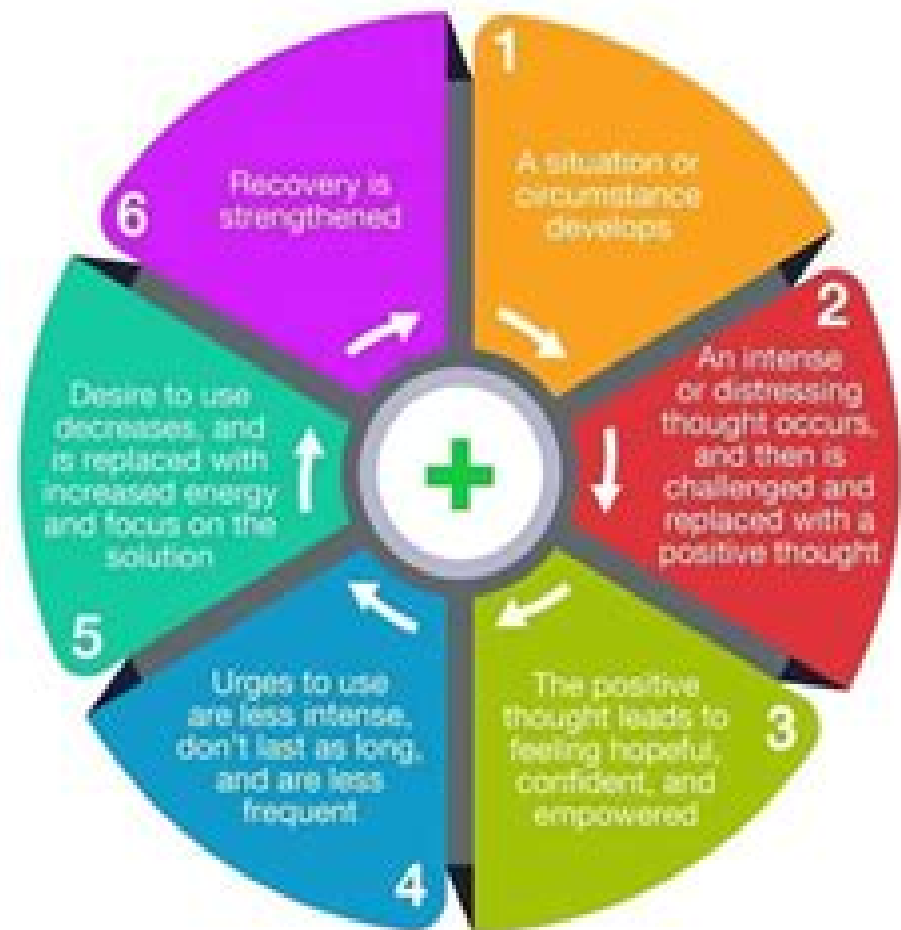 1
A situation or
circumstance
develops
2
An intense
or distressing
thought occurs,
and then is
challenged and
replaced with a
positive thought
3
The positive
thought leads to
feeling hopeful,
confident, and
empowered
4
Urges to use
are less intense,
don't last as long,
and are less
frequent
5
Desire to use
decreases, and
is replaced with
increased energy
and focus on the
solution
6
Recovery is
strengthened